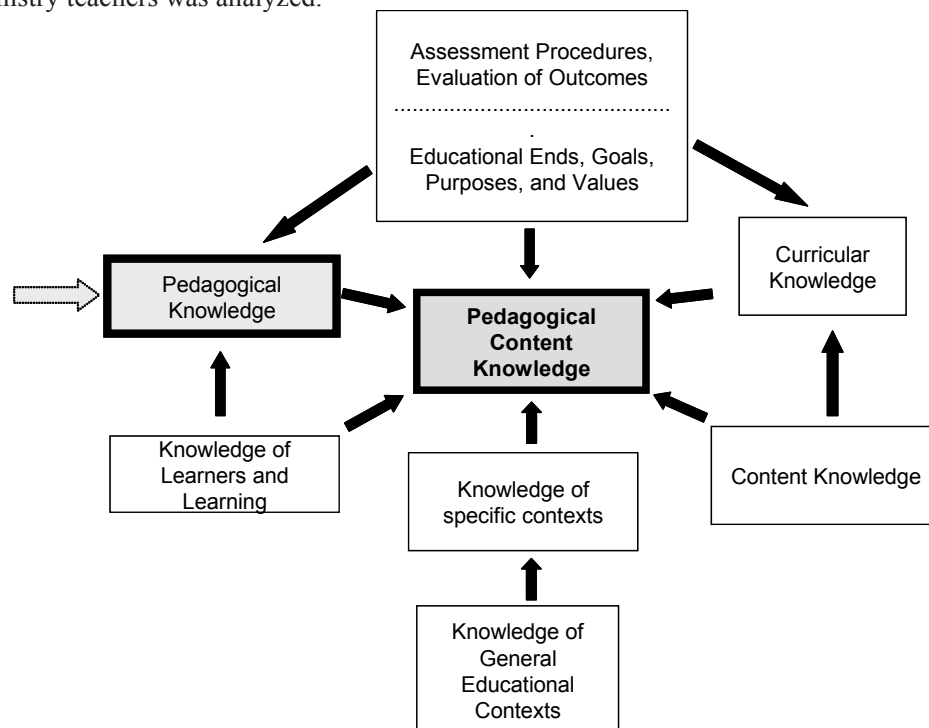 mistry teachers was analyzed.
Assessment Procedures,
Evaluation of Outcomes
..............................................
.
Educational Ends, Goals,
Purposes, and Values
Curricular
Knowledge
Pedagogical
Knowledge
Pedagogical
Content
Knowledge
Knowledge of
Learners and
Learning
Knowledge of
specific contexts
Content Knowledge
Knowledge of
General
Educational
Contexts